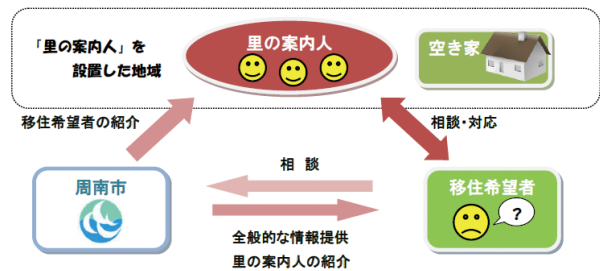 「里の案内人」を
設置した地域
里の案内人
空き家
移住希望者の紹介
相談・対応
相 談
周南市
移住希望者
?
全般的な情報提供
里の案内人の紹介